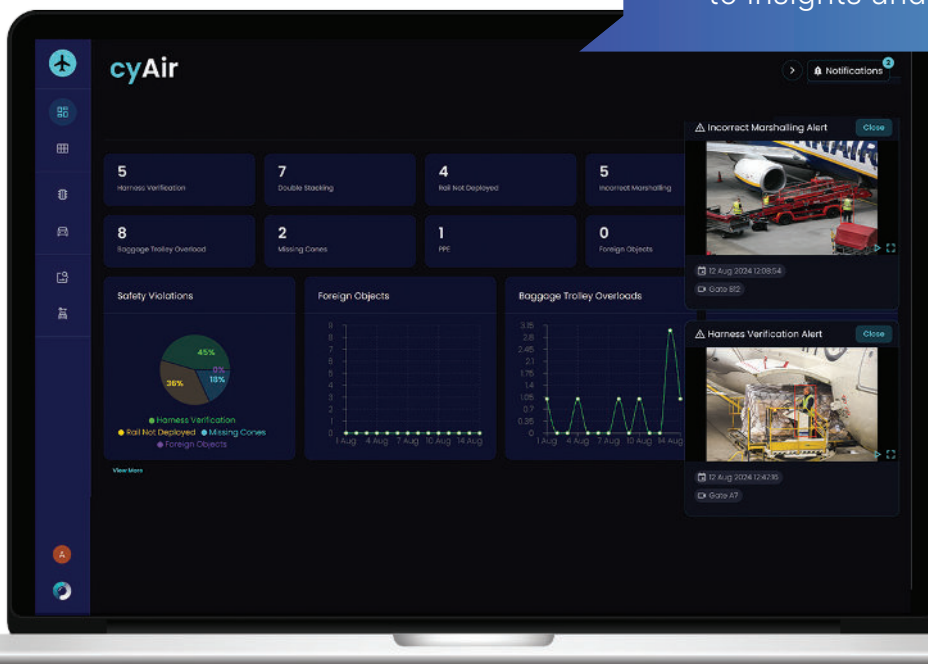 to insights and
cyAir
Notifications
2
Incorrect Marshalling Alert
Close
5
Harness Verification
7
Double Stacking
4
Rail Not Deployed
5
Incorrect Marshalling
8
Baggage Trolley Overload
2
Missing Cones
1
PPE
0
Foreign Objects
12 Aug 2024 12:08:54
Gate B12
Safety Violations
45%
0%
18%
36%
Harness Verification
Rail Not Deployed
Missing Cones
Foreign Objects
Foreign Objects
9
8
7
6
5
4
3
2
1
0
1 Aug 4 Aug 7 Aug 10 Aug 14 Aug
Baggage Trolley Overloads
3.15
2.8
2.45
2.1
1.75
1.4
1.05
0.7
0.35
0
1 Aug 4 Aug 7 Aug 10 Aug 14 Aug
Harness Verification Alert
Close
12 Aug 2024 12:47:16
Gate A7
View More
A